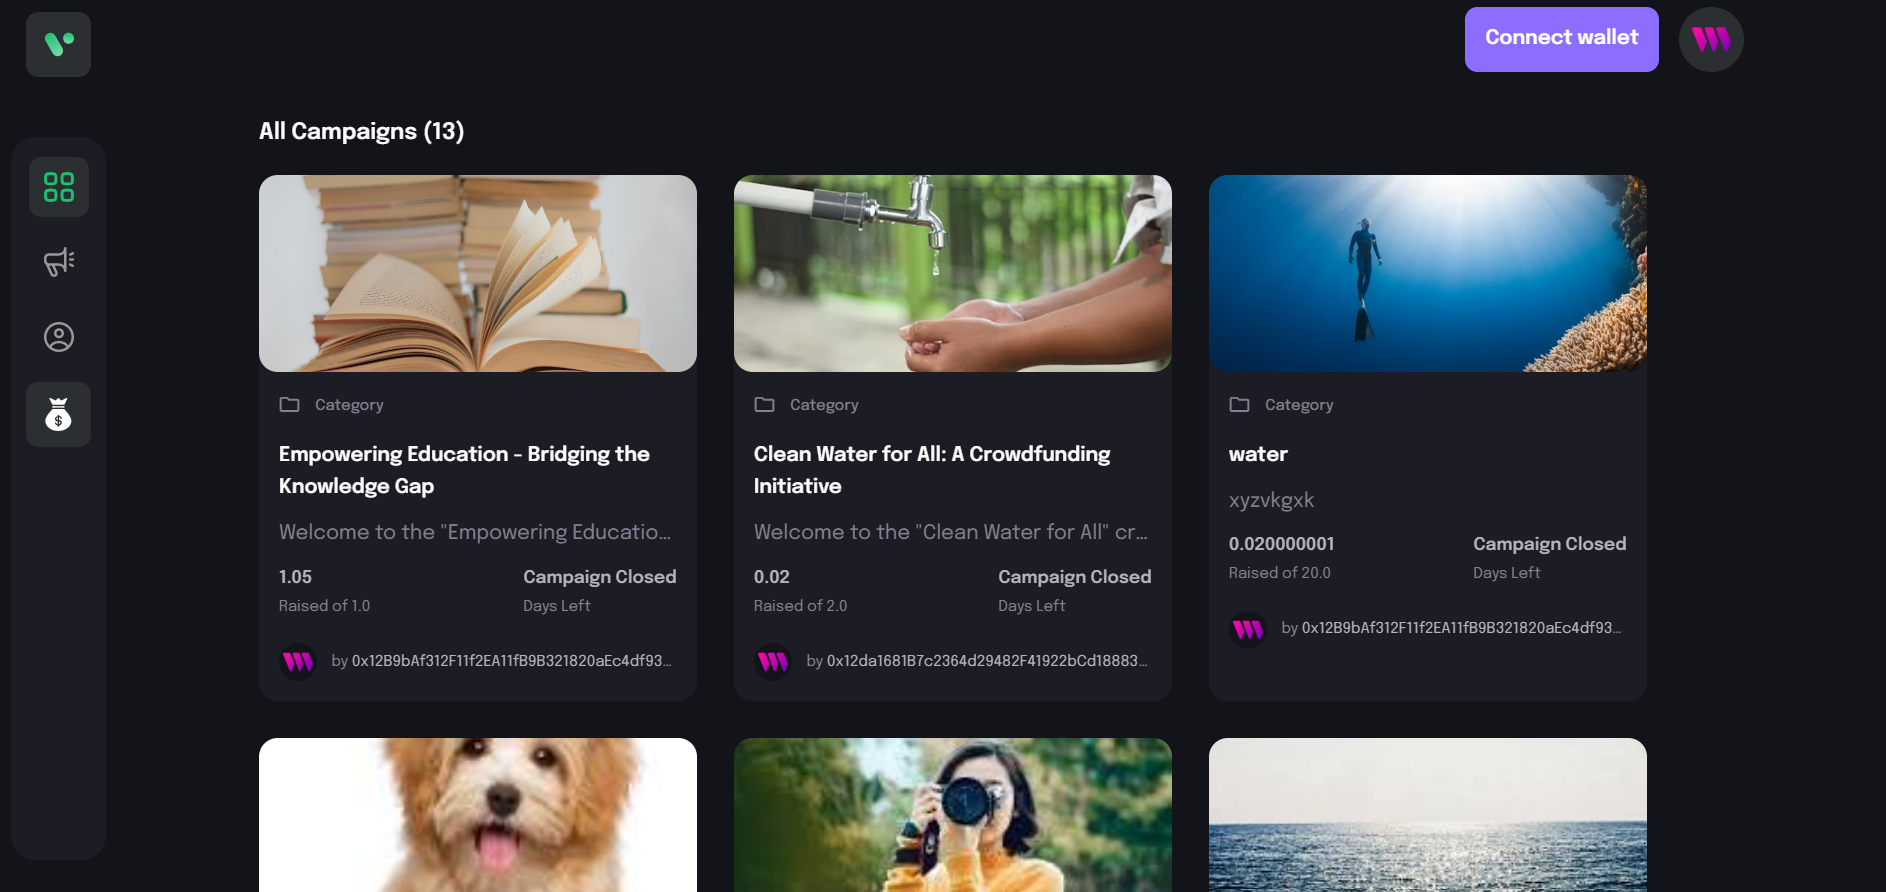 Connect wallet
All Campaigns (13)
Category
Empowering Education - Bridging the
Knowledge Gap
Welcome to the "Empowering Educatio...
1.05
Campaign Closed
Raised of 1.0
Days Left
by 0x12B9bAf312F11f2EA11fB9B321820aEc4df93...
Category
Clean Water for All: A Crowdfunding
Initiative
Welcome to the "Clean Water for All" cr...
0.02
Campaign Closed
Raised of 2.0
Days Left
by 0x12da1681B7c2364d29482F41922bCd18883...
Category
water
xyzvkgxk
0.020000001
Campaign Closed
Raised of 20.0
Days Left
by 0x12B9bAf312F11f2EA11fB9B321820aEc4df93...